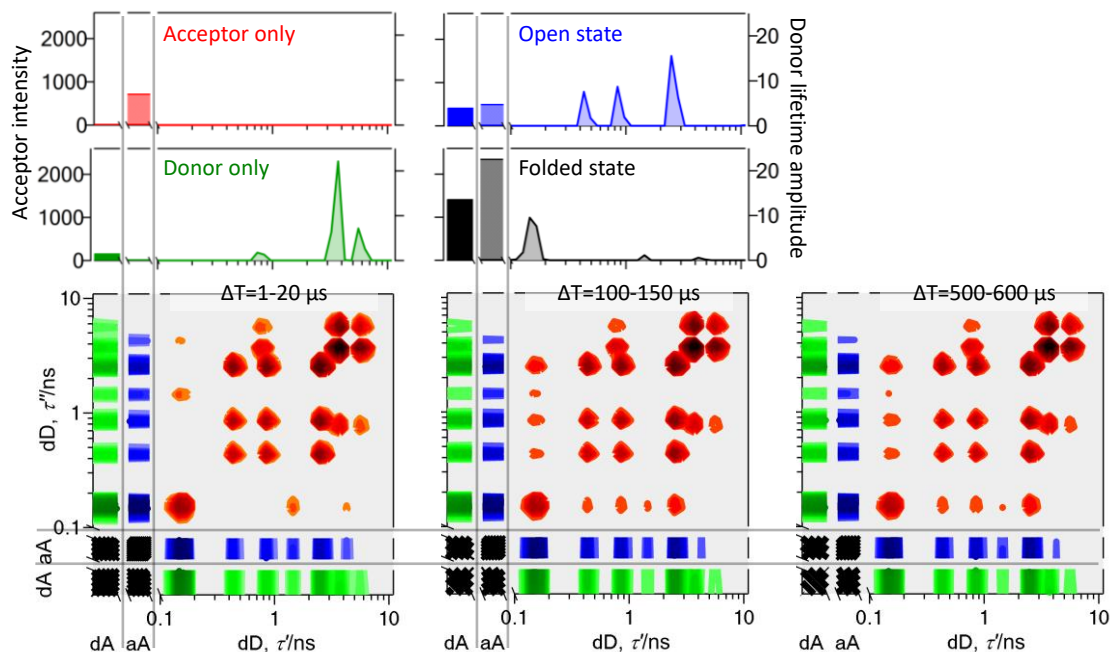 Acceptor intensity
2000
1000
0
Acceptor only
Open state
20
10
0
Donor lifetime amplitude
2000
1000
0
Donor only
Folded state
20
10
0
ΔT=1-20 µs
ΔT=100-150 µs
ΔT=500-600 µs
dD, τ″/ns
10
1
0.1
aA
dA
0.1 1 10
0.1 1 10
0.1 1 10
dA aA dD, τ′/ns
dA aA dD, τ′/ns
dA aA dD, τ′/ns